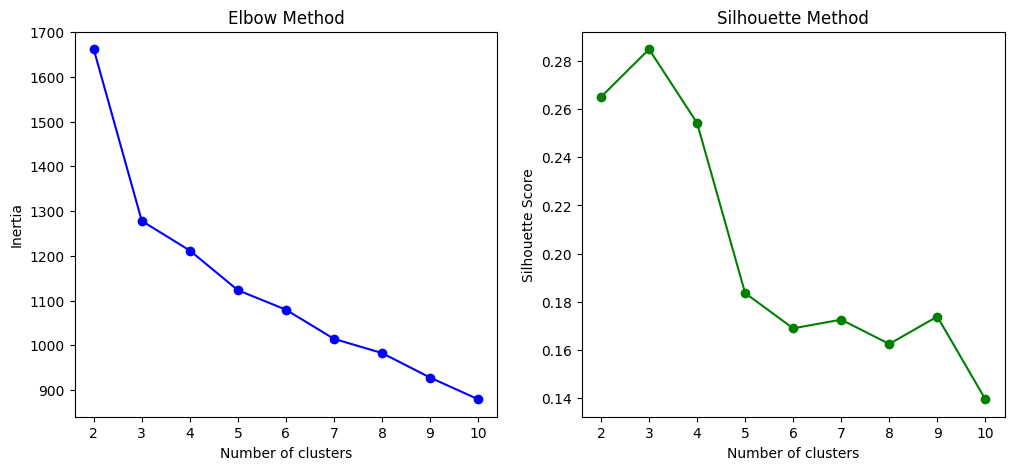 Elbow Method
1700
1600
1500
1400
1300
1200
1100
1000
900
Inertia
2 3 4 5 6 7 8 9 10
Number of clusters
Silhouette Method
0.28
0.26
0.24
0.22
0.20
0.18
0.16
0.14
Silhouette Score
2 3 4 5 6 7 8 9 10
Number of clusters